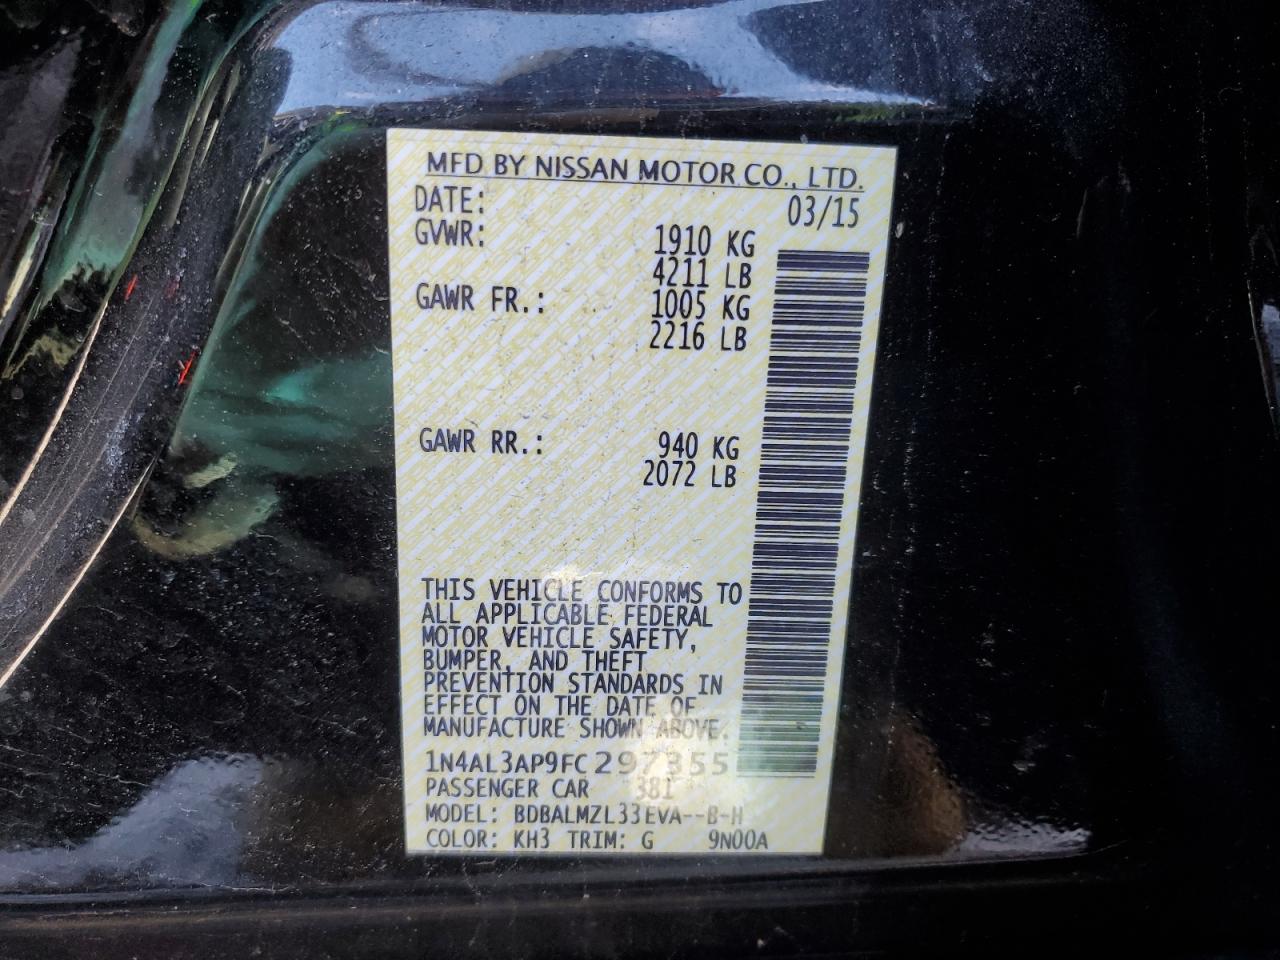 MFD BY NISSAN MOTOR CO., LTD.
DATE: 03/15
GVWR: 1910 KG
4211 LB
GAWR FR.: 1005 KG
2216 LB
GAWR RR.: 940 KG
2072 LB
THIS VEHICLE CONFORMS TO
ALL APPLICABLE FEDERAL
MOTOR VEHICLE SAFETY,
BUMPER, AND THEFT
PREVENTION STANDARDS IN
EFFECT ON THE DATE OF
MANUFACTURE SHOWN ABOVE.
1N4AL3AP9FC297355
PASSENGER CAR 381
MODEL: BDBALMZL33EVA--B-H
COLOR: KH3 TRIM: G 9N00A